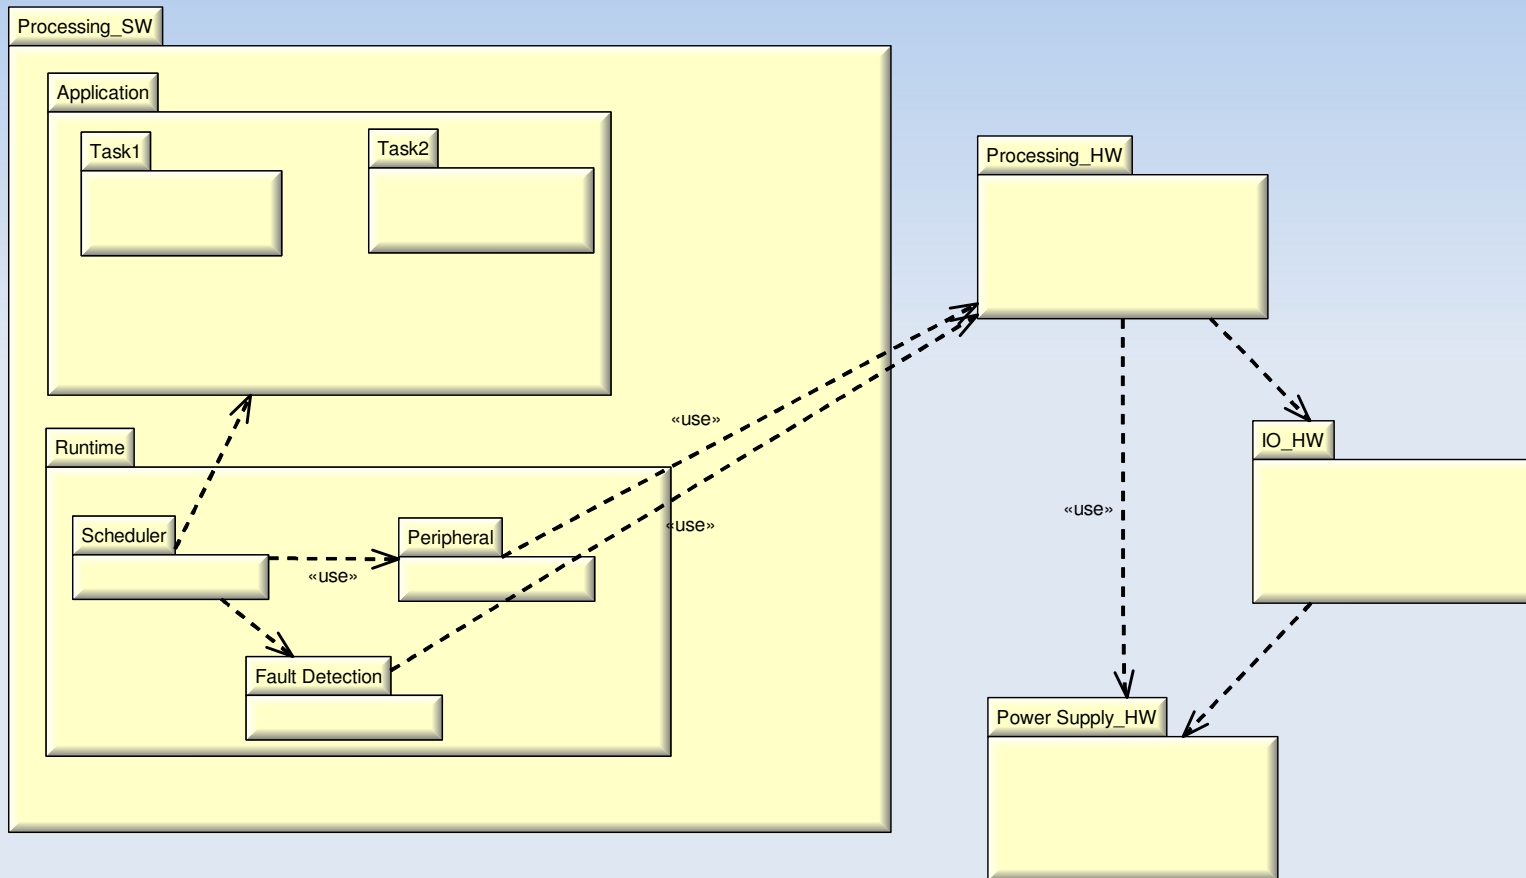 Processing_SW
Application
Task1
Task2
Processing_HW
«use»
IO_HW
Runtime
«use»
«use»
Scheduler
Peripheral
«use»
Fault Detection
Power Supply_HW